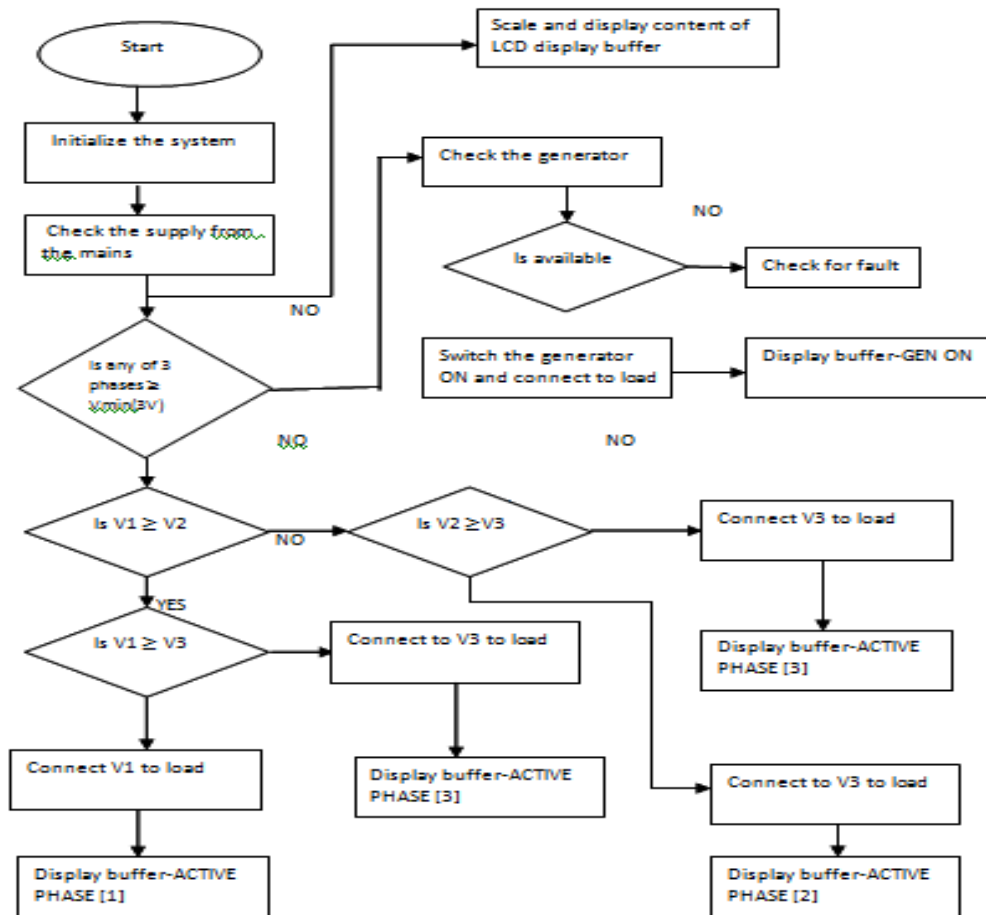 Start
Scale and display content of
LCD display buffer
Initialize the system
Check the generator
Check the supply from
the mains
NO
Is available
Check for fault
NO
Is any of 3
phases ≥
Vmin(3V)
Switch the generator
ON and connect to load
Display buffer-GEN ON
NO
NO
Is V1 ≥ V2
NO
Is V2 ≥V3
Connect V3 to load
YES
Is V1 ≥ V3
Connect to V3 to load
Display buffer-ACTIVE
PHASE [3]
Connect V1 to load
Display buffer-ACTIVE
PHASE [3]
Connect to V3 to load
Display buffer-ACTIVE
PHASE [1]
Display buffer-ACTIVE
PHASE [2]